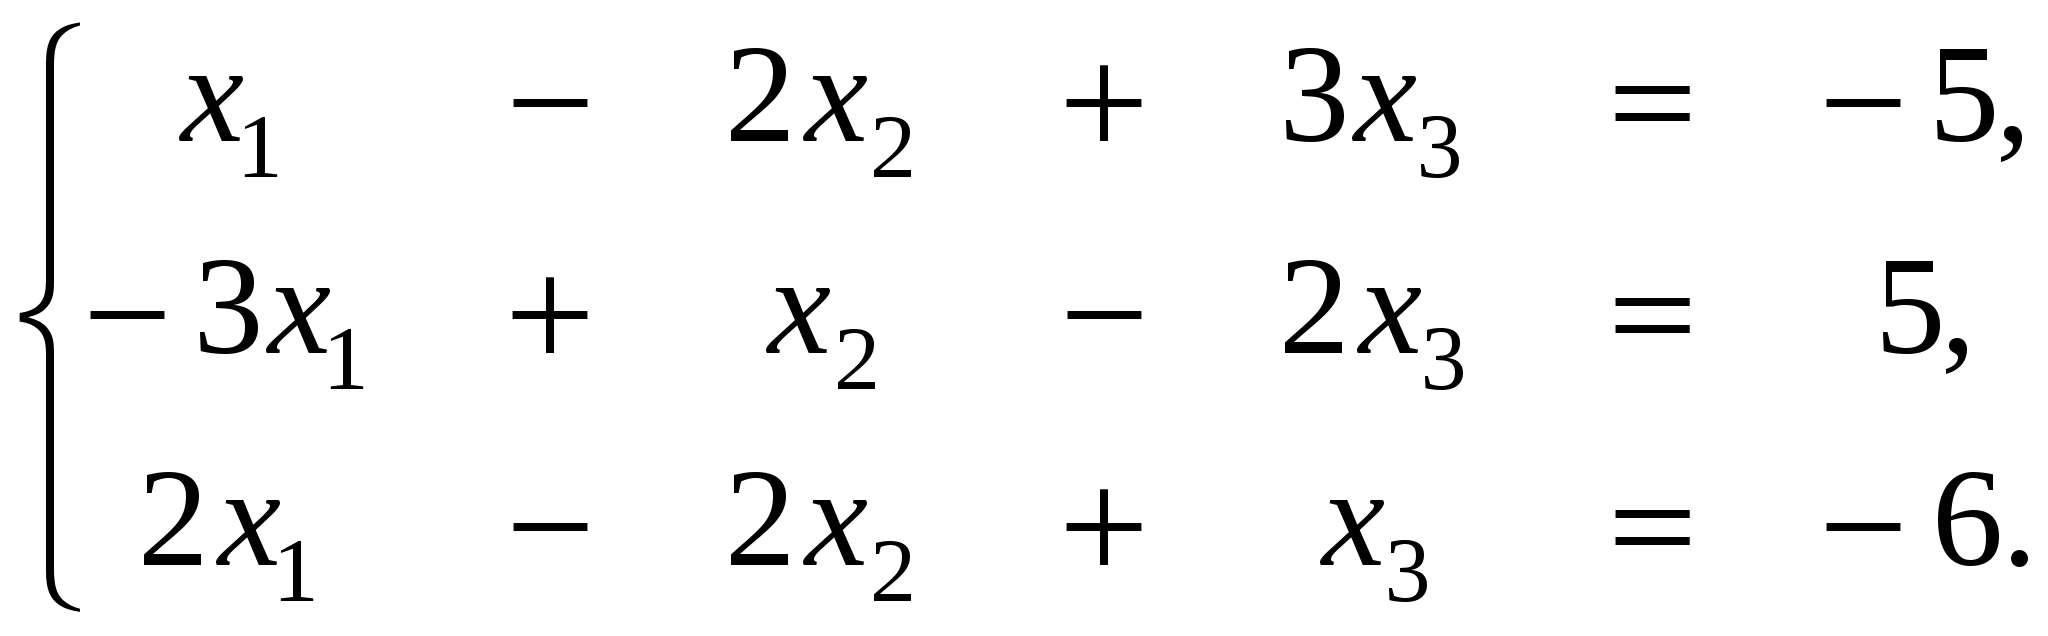 x₁ − 2x₂ + 3x₃ = − 5,
− 3x₁ + x₂ − 2x₃ = 5,
2x₁ − 2x₂ + x₃ = − 6.